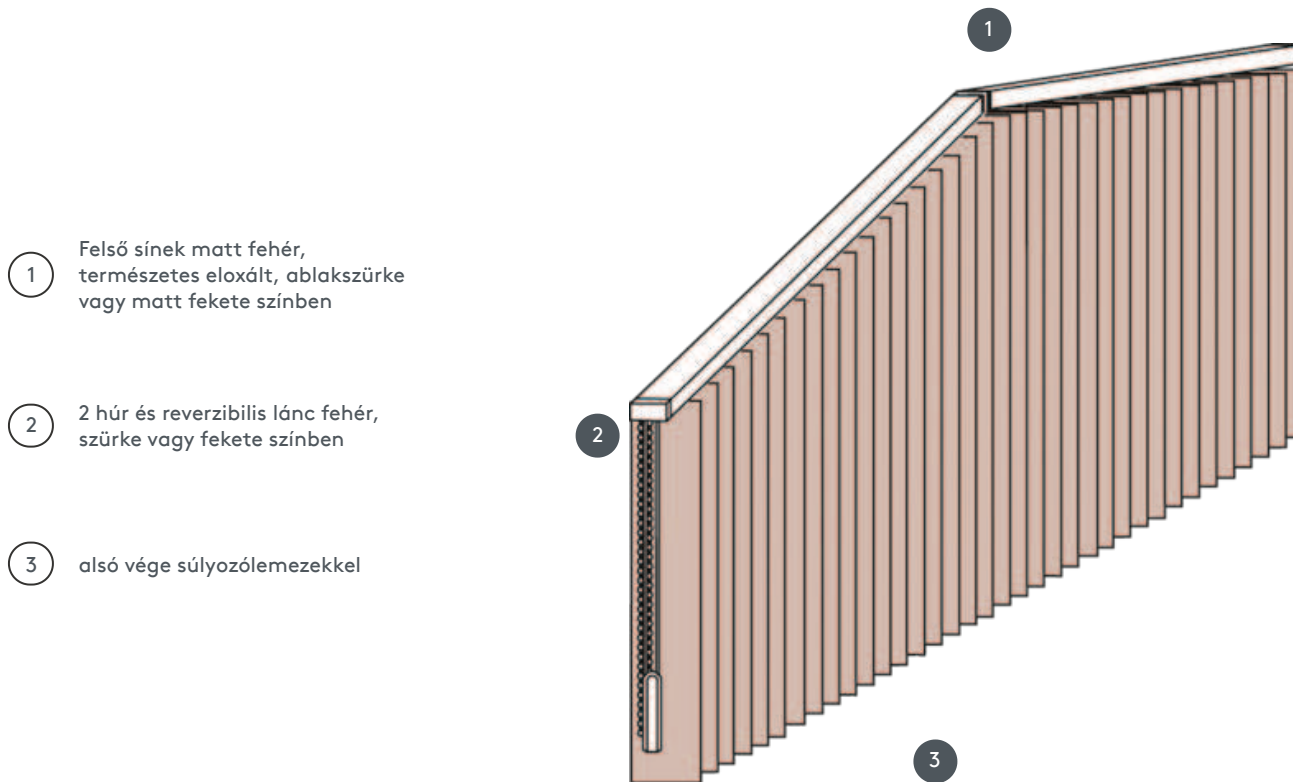 1
1
Felső sínek matt fehér,
természetes eloxált, ablakszürke
vagy matt fekete színben
2
2 húr és reverzibilis lánc fehér,
szürke vagy fekete színben
2
3
alsó vége súlyozólemezekkel
3